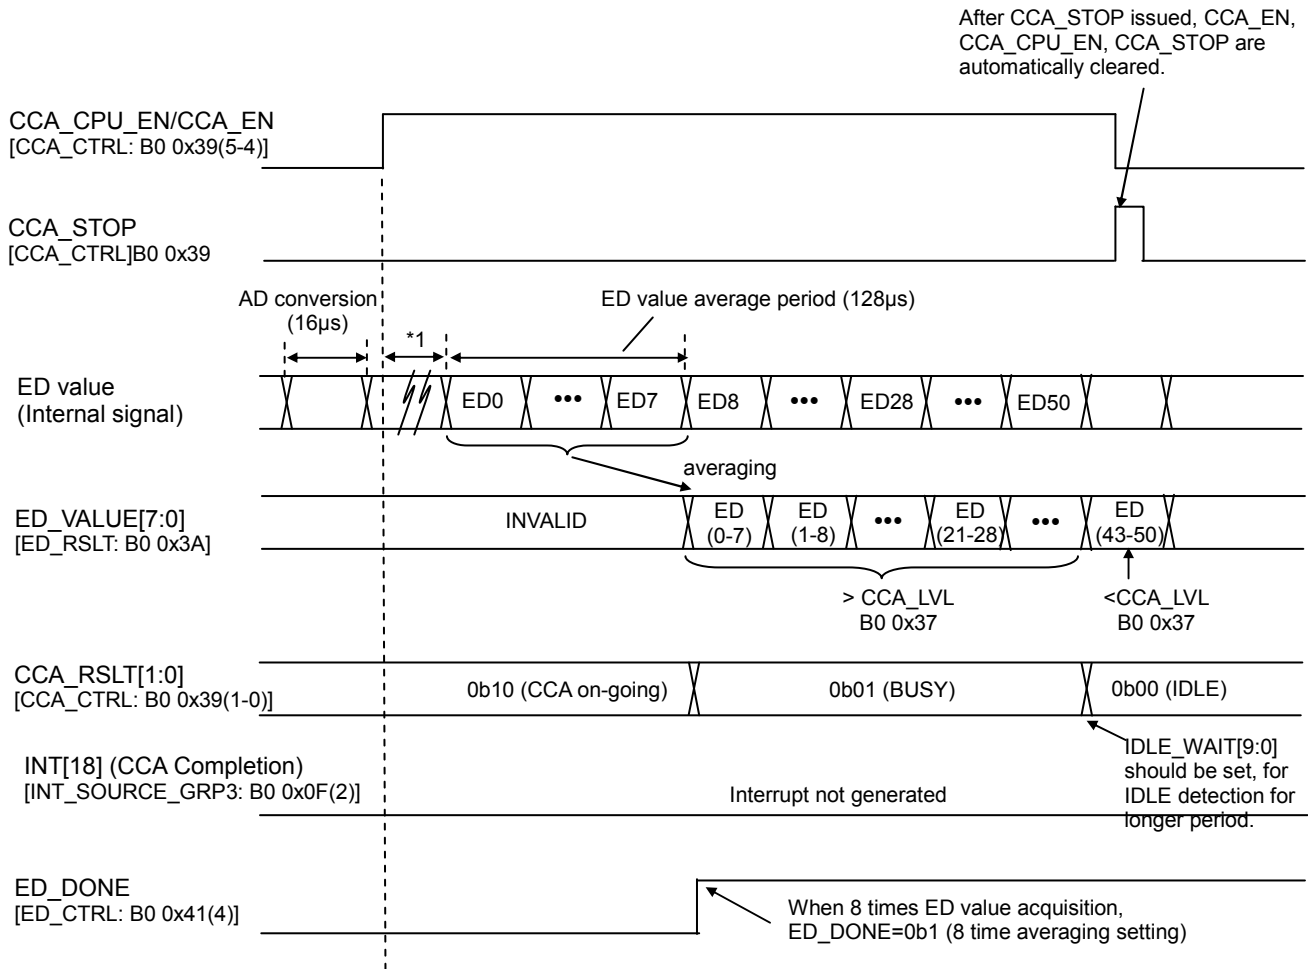 After CCA_STOP issued, CCA_EN,
CCA_CPU_EN, CCA_STOP are
automatically cleared.
CCA_CPU_EN/CCA_EN
[CCA_CTRL: B0 0x39(5-4)]
CCA_STOP
[CCA_CTRL]B0 0x39
AD conversion
(16µs)
ED value average period (128µs)
*1
ED value
(Internal signal)
ED0 ••• ED7 ED8 ••• ED28 ••• ED50
averaging
ED_VALUE[7:0]
[ED_RSLT: B0 0x3A]
INVALID
ED
(0-7)
ED
(1-8)
•••
ED
(21-28)
•••
ED
(43-50)
> CCA_LVL
B0 0x37
<CCA_LVL
B0 0x37
CCA_RSLT[1:0]
[CCA_CTRL: B0 0x39(1-0)]
0b10 (CCA on-going) 0b01 (BUSY) 0b00 (IDLE)
IDLE_WAIT[9:0]
should be set, for
IDLE detection for
longer period.
INT[18] (CCA Completion)
[INT_SOURCE_GRP3: B0 0x0F(2)]
Interrupt not generated
ED_DONE
[ED_CTRL: B0 0x41(4)]
When 8 times ED value acquisition,
ED_DONE=0b1 (8 time averaging setting)